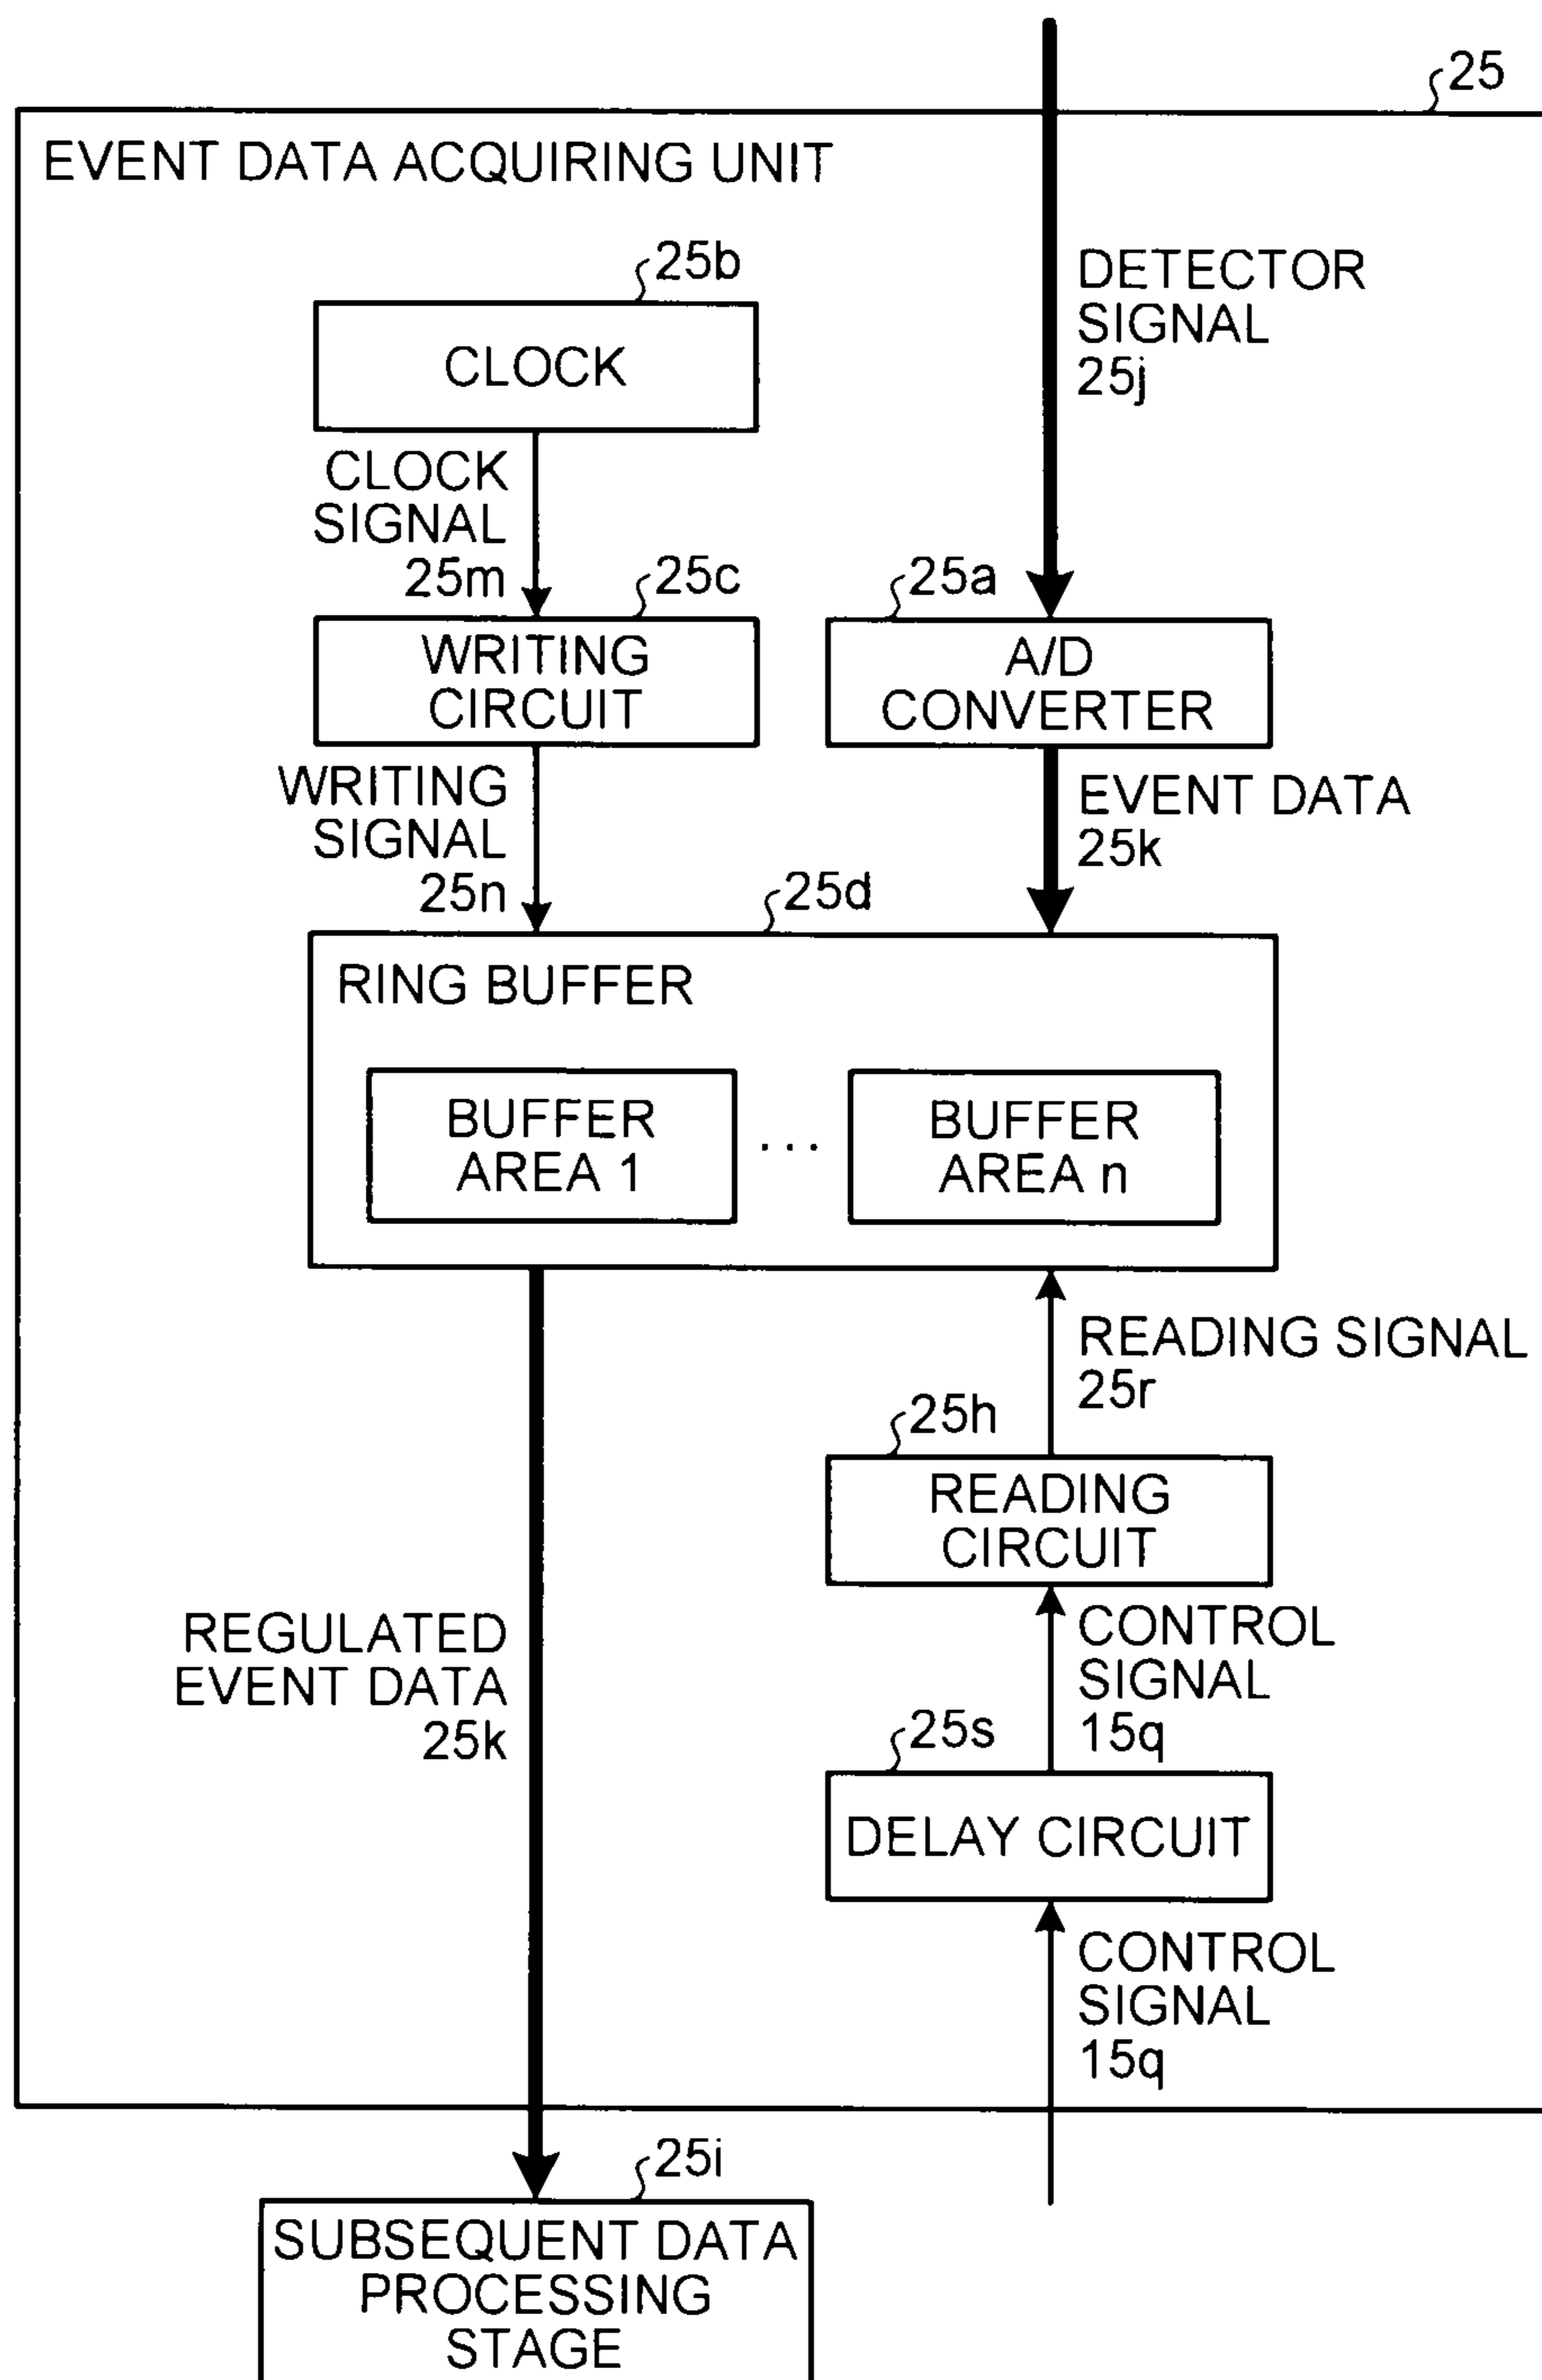 25
EVENT DATA ACQUIRING UNIT
25b
CLOCK
DETECTOR
SIGNAL
25j
CLOCK
SIGNAL
25m
25c
25a
WRITING
CIRCUIT
A/D
CONVERTER
WRITING
SIGNAL
25n
EVENT DATA
25k
25d
RING BUFFER
BUFFER
AREA 1
...
BUFFER
AREA n
READING SIGNAL
25r
25h
READING
CIRCUIT
REGULATED
EVENT DATA
25k
CONTROL
SIGNAL
15q
25s
DELAY CIRCUIT
CONTROL
SIGNAL
15q
25i
SUBSEQUENT DATA
PROCESSING
STAGE